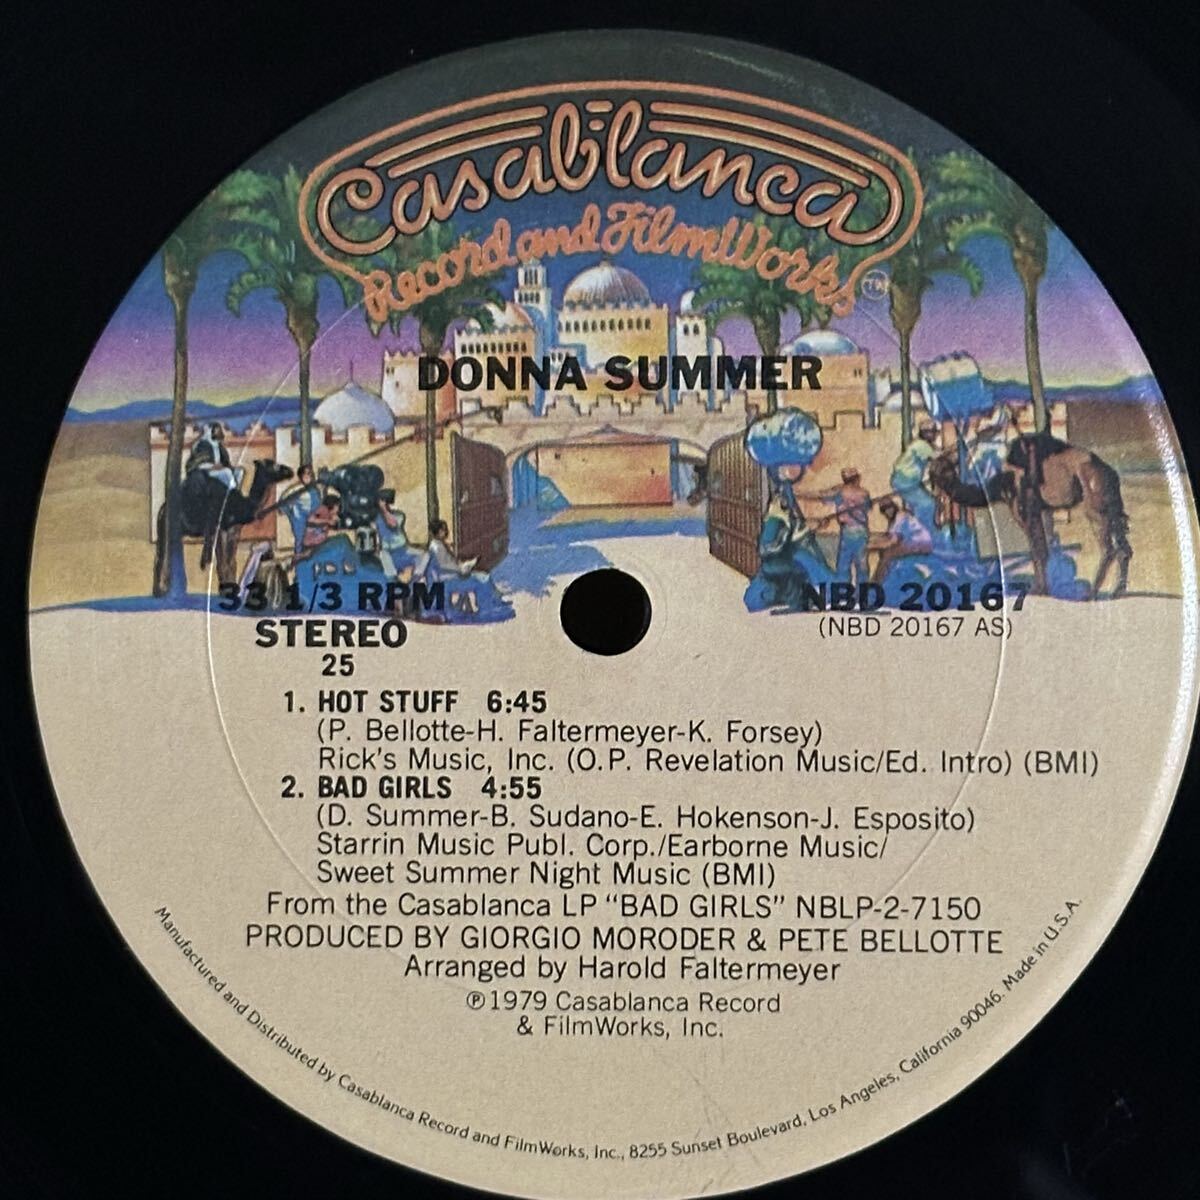 Casablanca
Record and FilmWorks
TM
DONNA SUMMER
33 1/3 RPM
STEREO
25
NBD 20167
(NBD 20167 AS)
1. HOT STUFF 6:45
(P. Bellotte-H. Faltermeyer-K. Forsey)
Rick's Music, Inc. (O.P. Revelation Music/Ed. Intro) (BMI)
2. BAD GIRLS 4:55
(D. Summer-B. Sudano-E. Hokenson-J. Esposito)
Starrin Music Publ. Corp./Earborne Music/
Sweet Summer Night Music (BMI)
From the Casablanca LP "BAD GIRLS" NBLP-2-7150
PRODUCED BY GIORGIO MORODER & PETE BELLOTTE
Arranged by Harold Faltermeyer
℗1979 Casablanca Record
& FilmWorks, Inc.
Manufactured and Distributed by Casablanca Record and FilmWorks, Inc., 8255 Sunset Boulevard, Los Angeles, California 90046. Made in U.S.A.